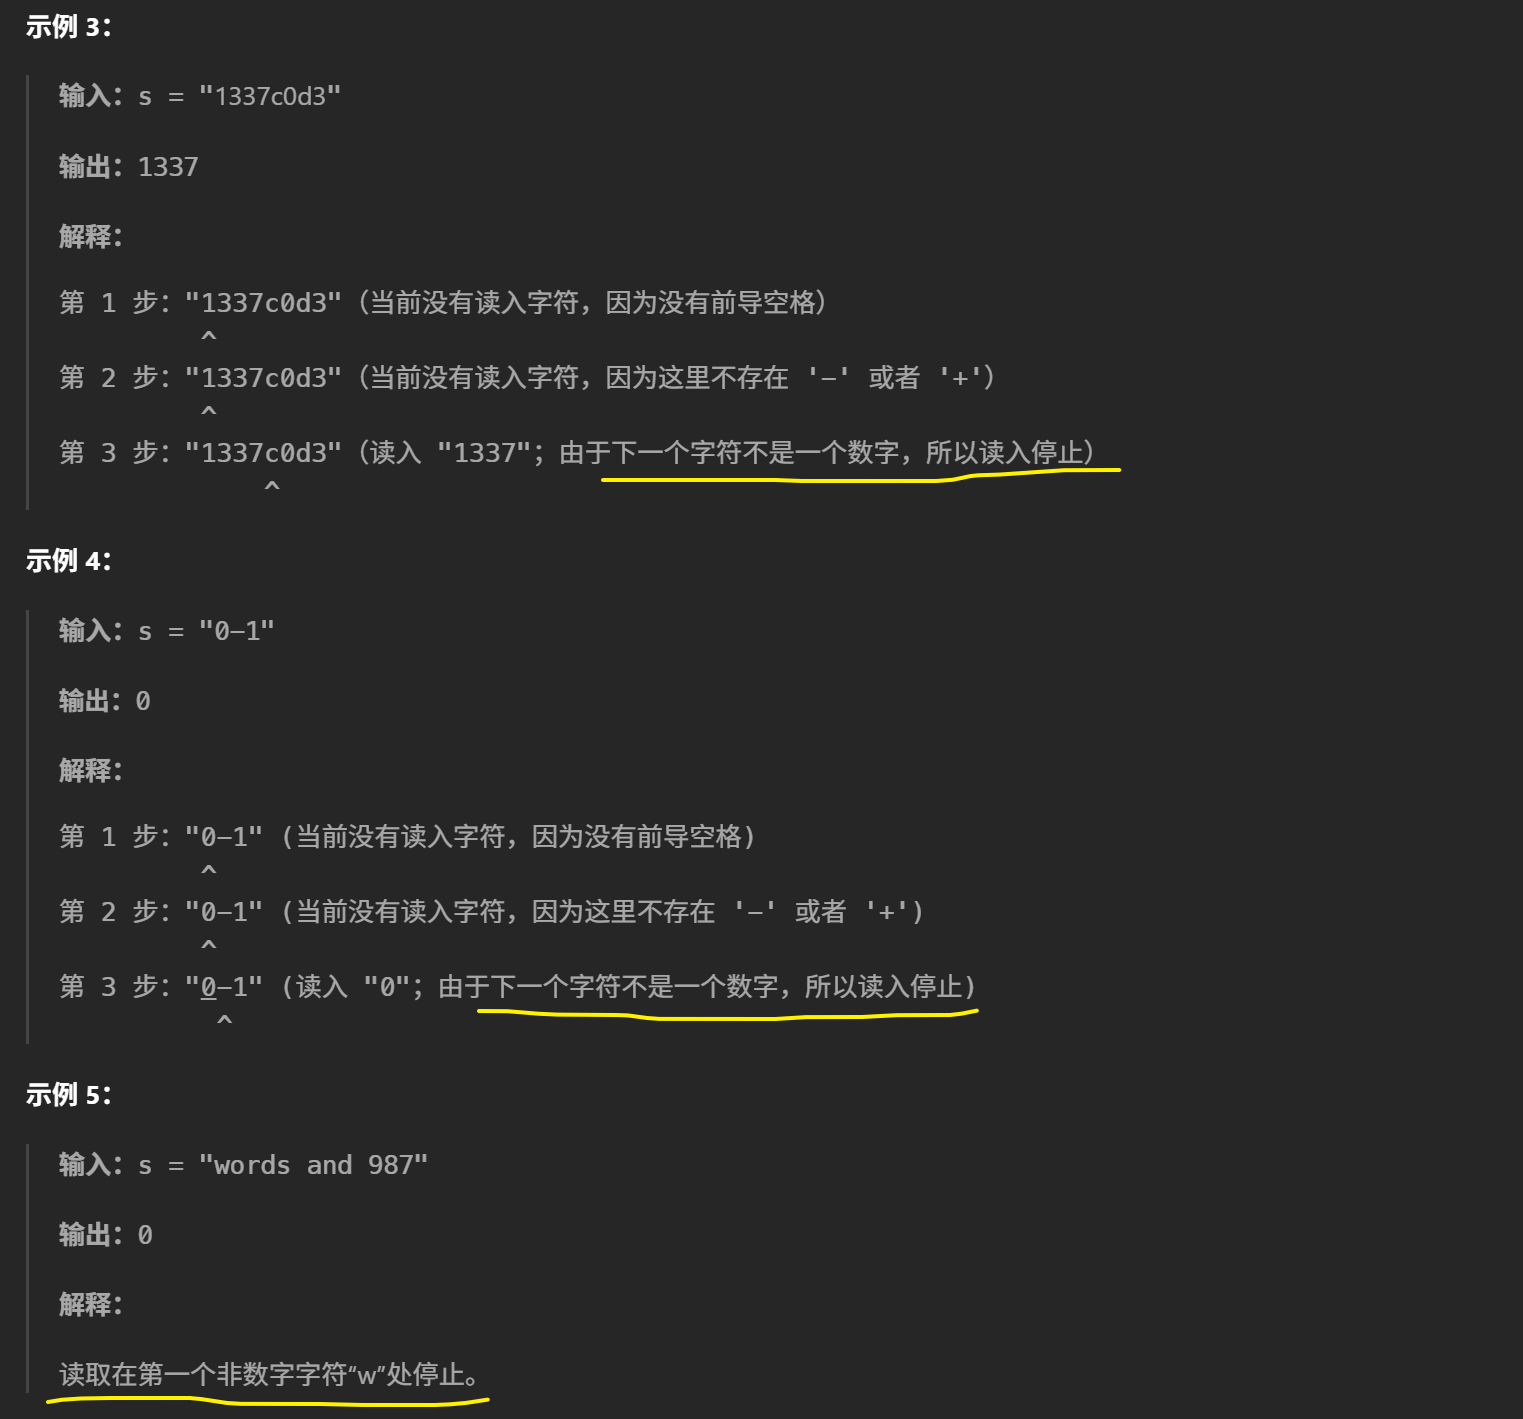 示例 3：
输入：s = "1337c0d3"
输出：1337
解释：
第 1 步："1337c0d3"（当前没有读入字符，因为没有前导空格）
^
第 2 步："1337c0d3"（当前没有读入字符，因为这里不存在 '-' 或者 '+'）
^
第 3 步："1337c0d3"（读入 "1337"；由于下一个字符不是一个数字，所以读入停止）
^
示例 4：
输入：s = "0-1"
输出：0
解释：
第 1 步："0-1" (当前没有读入字符，因为没有前导空格)
^
第 2 步："0-1" (当前没有读入字符，因为这里不存在 '-' 或者 '+')
^
第 3 步："0-1" (读入 "0"；由于下一个字符不是一个数字，所以读入停止)
^
示例 5：
输入：s = "words and 987"
输出：0
解释：
读取在第一个非数字字符“w”处停止。